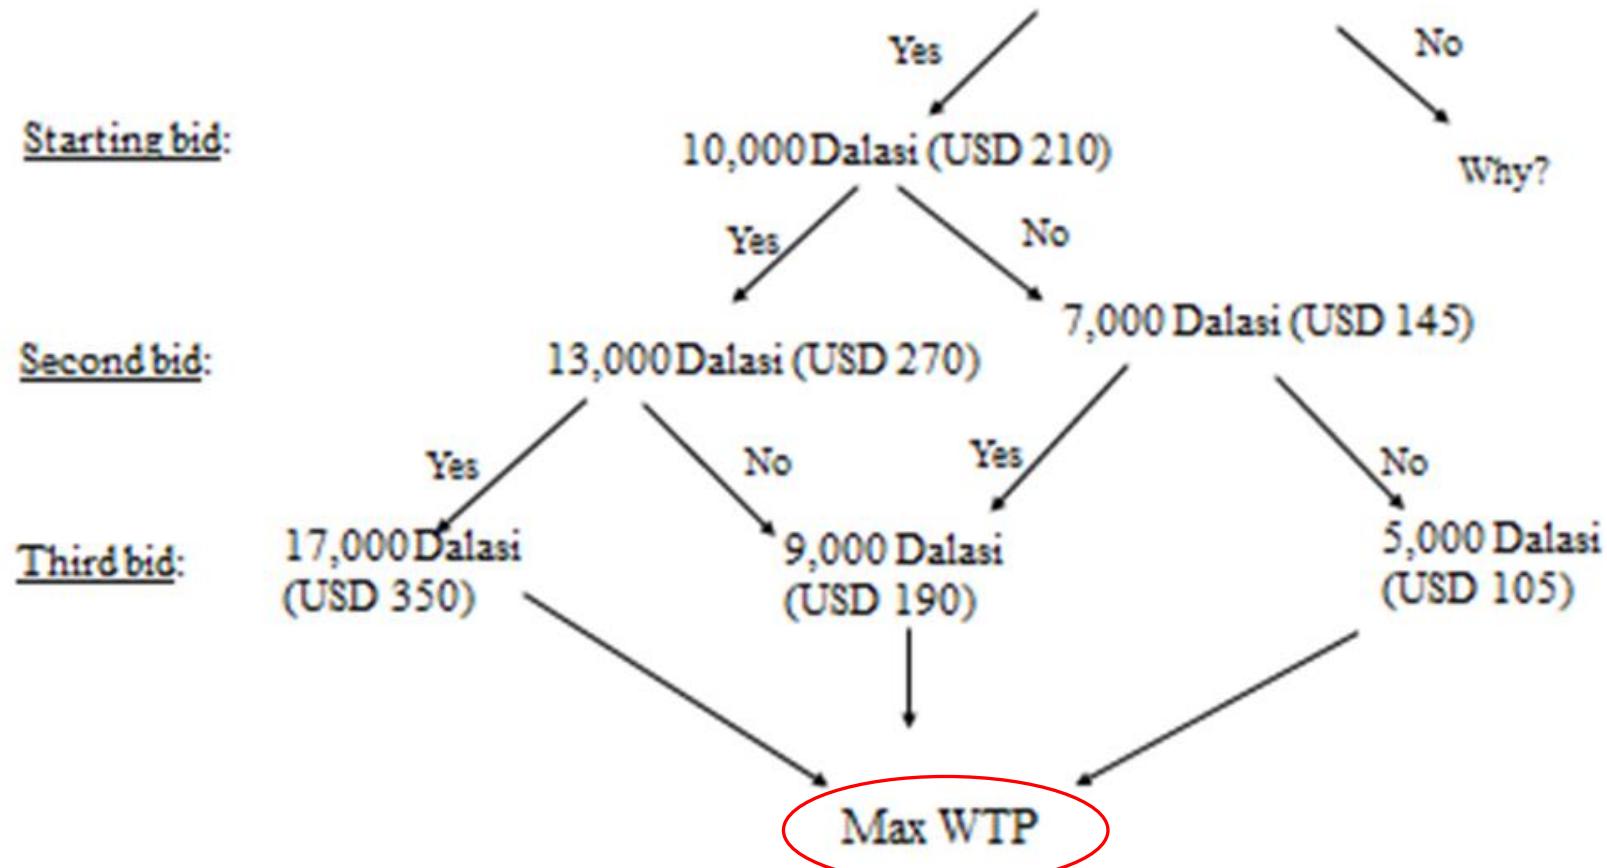 Yes
No
Starting bid:
10,000 Dalasi (USD 210)
Why?
Yes
No
Second bid:
13,000 Dalasi (USD 270)
7,000 Dalasi (USD 145)
Yes
No
Yes
No
Third bid:
17,000 Dalasi
(USD 350)
9,000 Dalasi
(USD 190)
5,000 Dalasi
(USD 105)
Max WTP